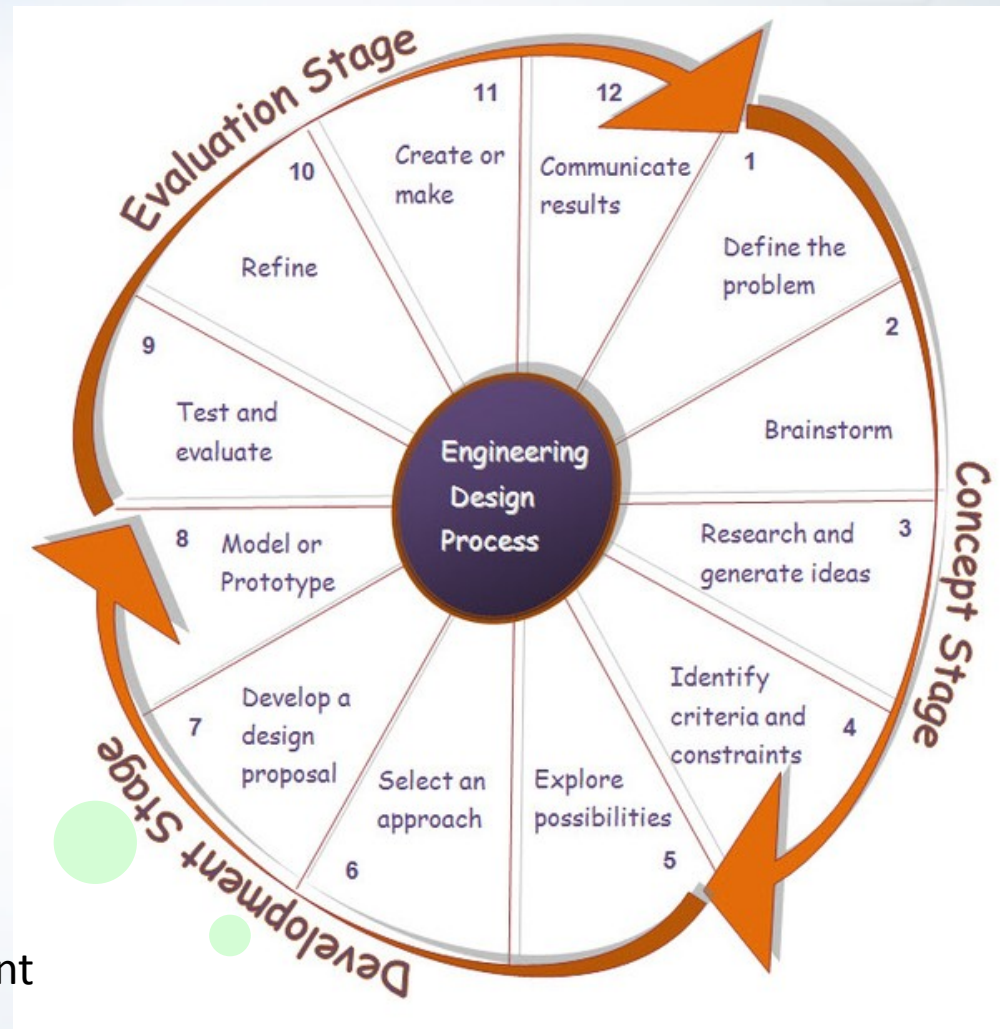 Evaluation Stage
Concept Stage
Development Stage
Engineering
Design
Process
1
Define the
problem
2
Brainstorm
3
Research and
generate ideas
4
Identify
criteria and
constraints
5
Explore
possibilities
6
Select an
approach
7
Develop a
design
proposal
8
Model or
Prototype
9
Test and
evaluate
10
Refine
11
Create or
make
12
Communicate
results
nt